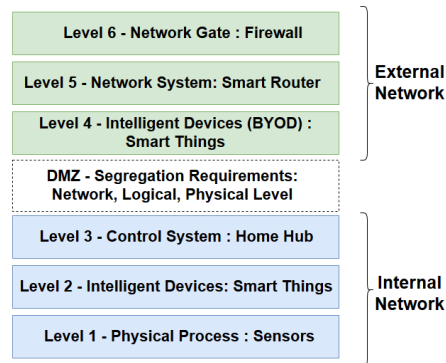 Level 6 - Network Gate : Firewall
Level 5 - Network System: Smart Router
External
Network
Level 4 - Intelligent Devices (BYOD) :
Smart Things
DMZ - Segregation Requirements:
Network, Logical, Physical Level
Level 3 - Control System : Home Hub
Level 2 - Intelligent Devices: Smart Things
Internal
Network
Level 1 - Physical Process : Sensors